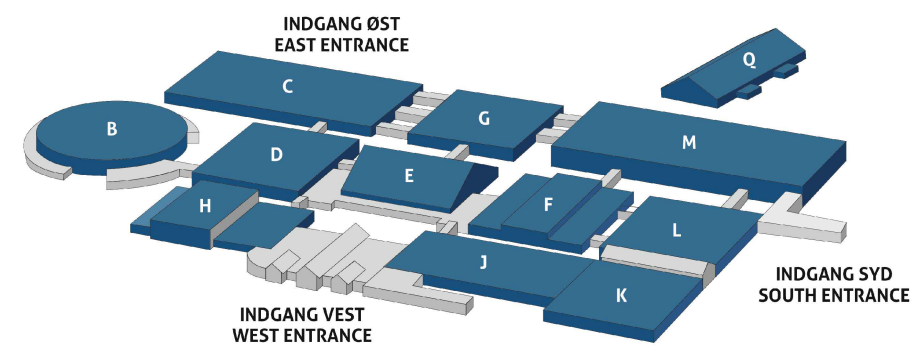 INDGANG ØST
EAST ENTRANCE
C
Q
B
G
M
D
E
H
F
L
J
K
INDGANG SYD
SOUTH ENTRANCE
INDGANG VEST
WEST ENTRANCE